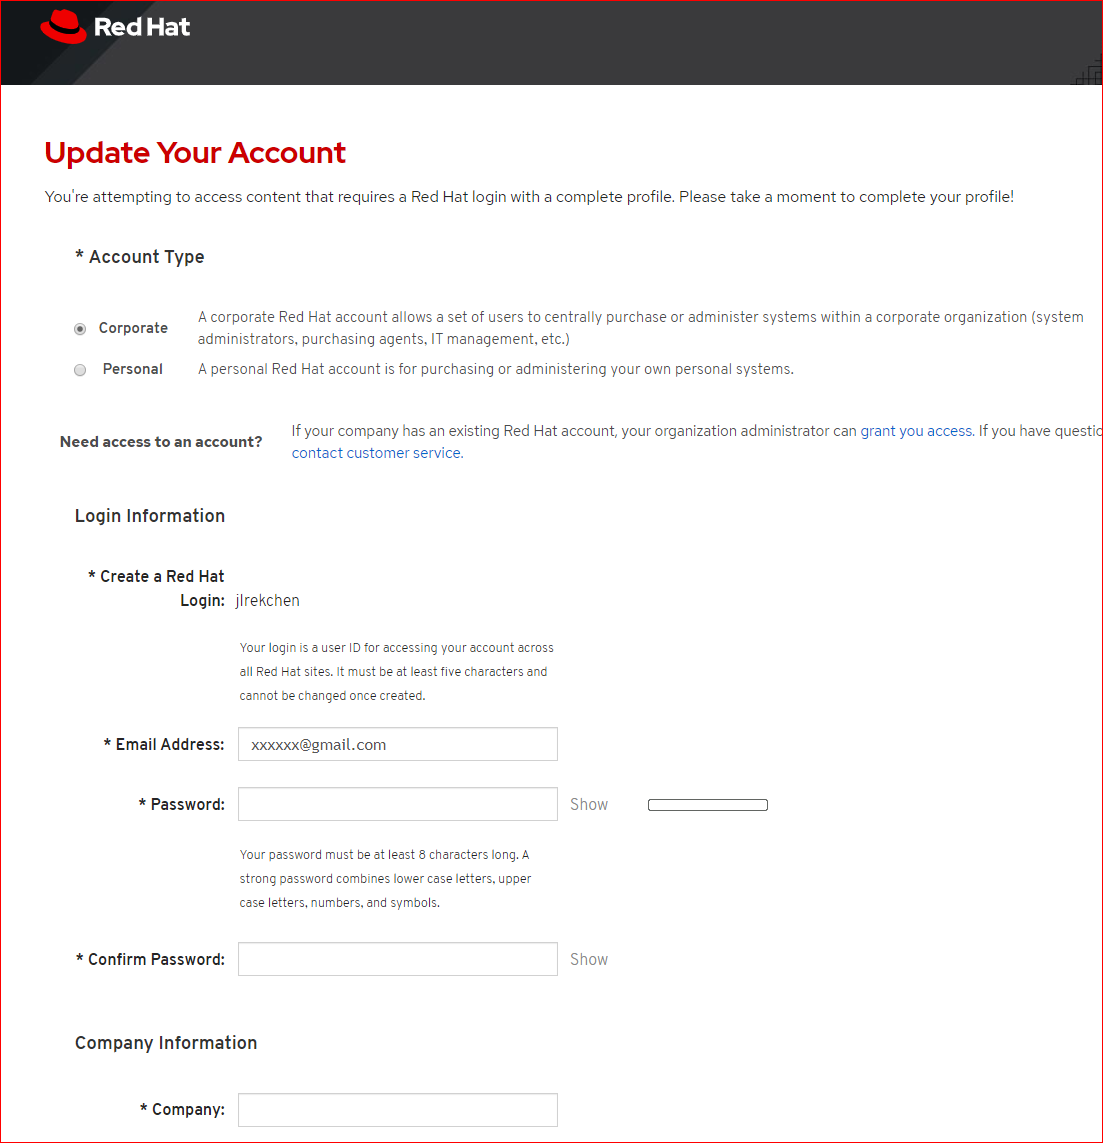 Red Hat
Update Your Account
You're attempting to access content that requires a Red Hat login with a complete profile. Please take a moment to complete your profile!
* Account Type
Corporate
A corporate Red Hat account allows a set of users to centrally purchase or administer systems within a corporate organization (system
administrators, purchasing agents, IT management, etc.)
Personal
A personal Red Hat account is for purchasing or administering your own personal systems.
Need access to an account?
If your company has an existing Red Hat account, your organization administrator can grant you access. If you have questio
contact customer service.
Login Information
* Create a Red Hat
Login: jlrekchen
Your login is a user ID for accessing your account across
all Red Hat sites. It must be at least five characters and
cannot be changed once created.
* Email Address: xxxxxx@gmail.com
* Password: Show
Your password must be at least 8 characters long. A
strong password combines lower case letters, upper
case letters, numbers, and symbols.
* Confirm Password: Show
Company Information
* Company: